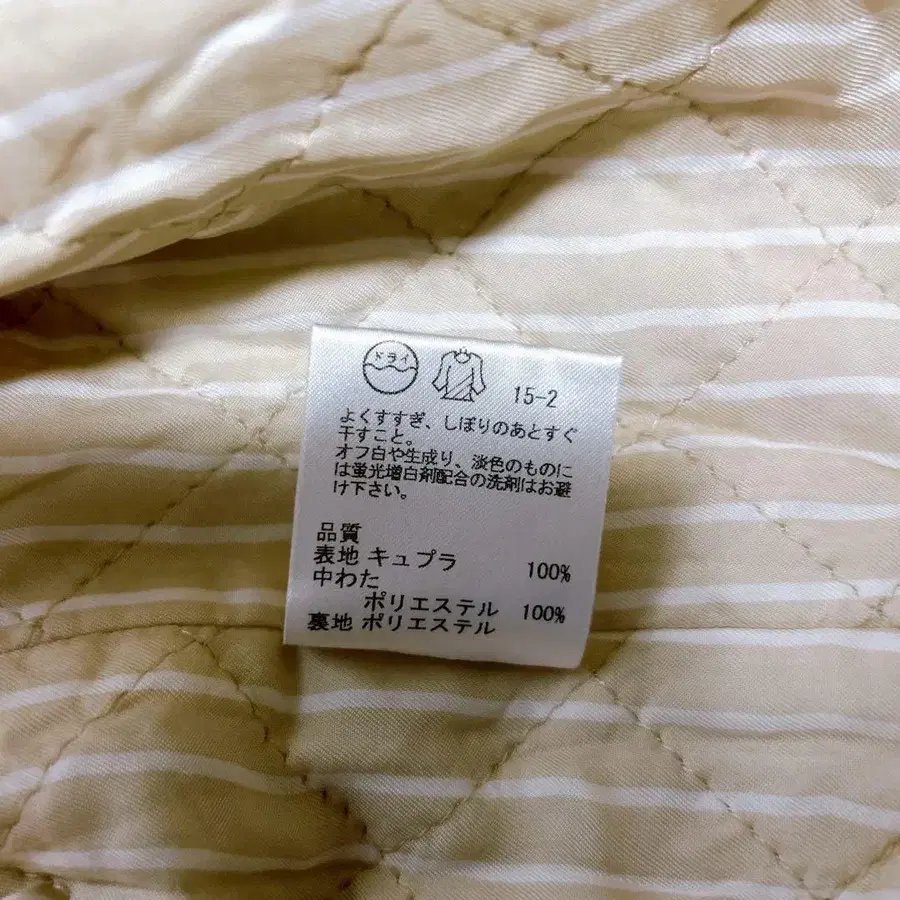 ドライ
15-2
よくすすぎ、しぼりのあとすぐ
干すこと。
オフ白や生成り、淡色のものに
は蛍光増白剤配合の洗剤はお避
け下さい。
品質
表地 キュプラ 100%
中わた
ポリエステル 100%
裏地 ポリエステル